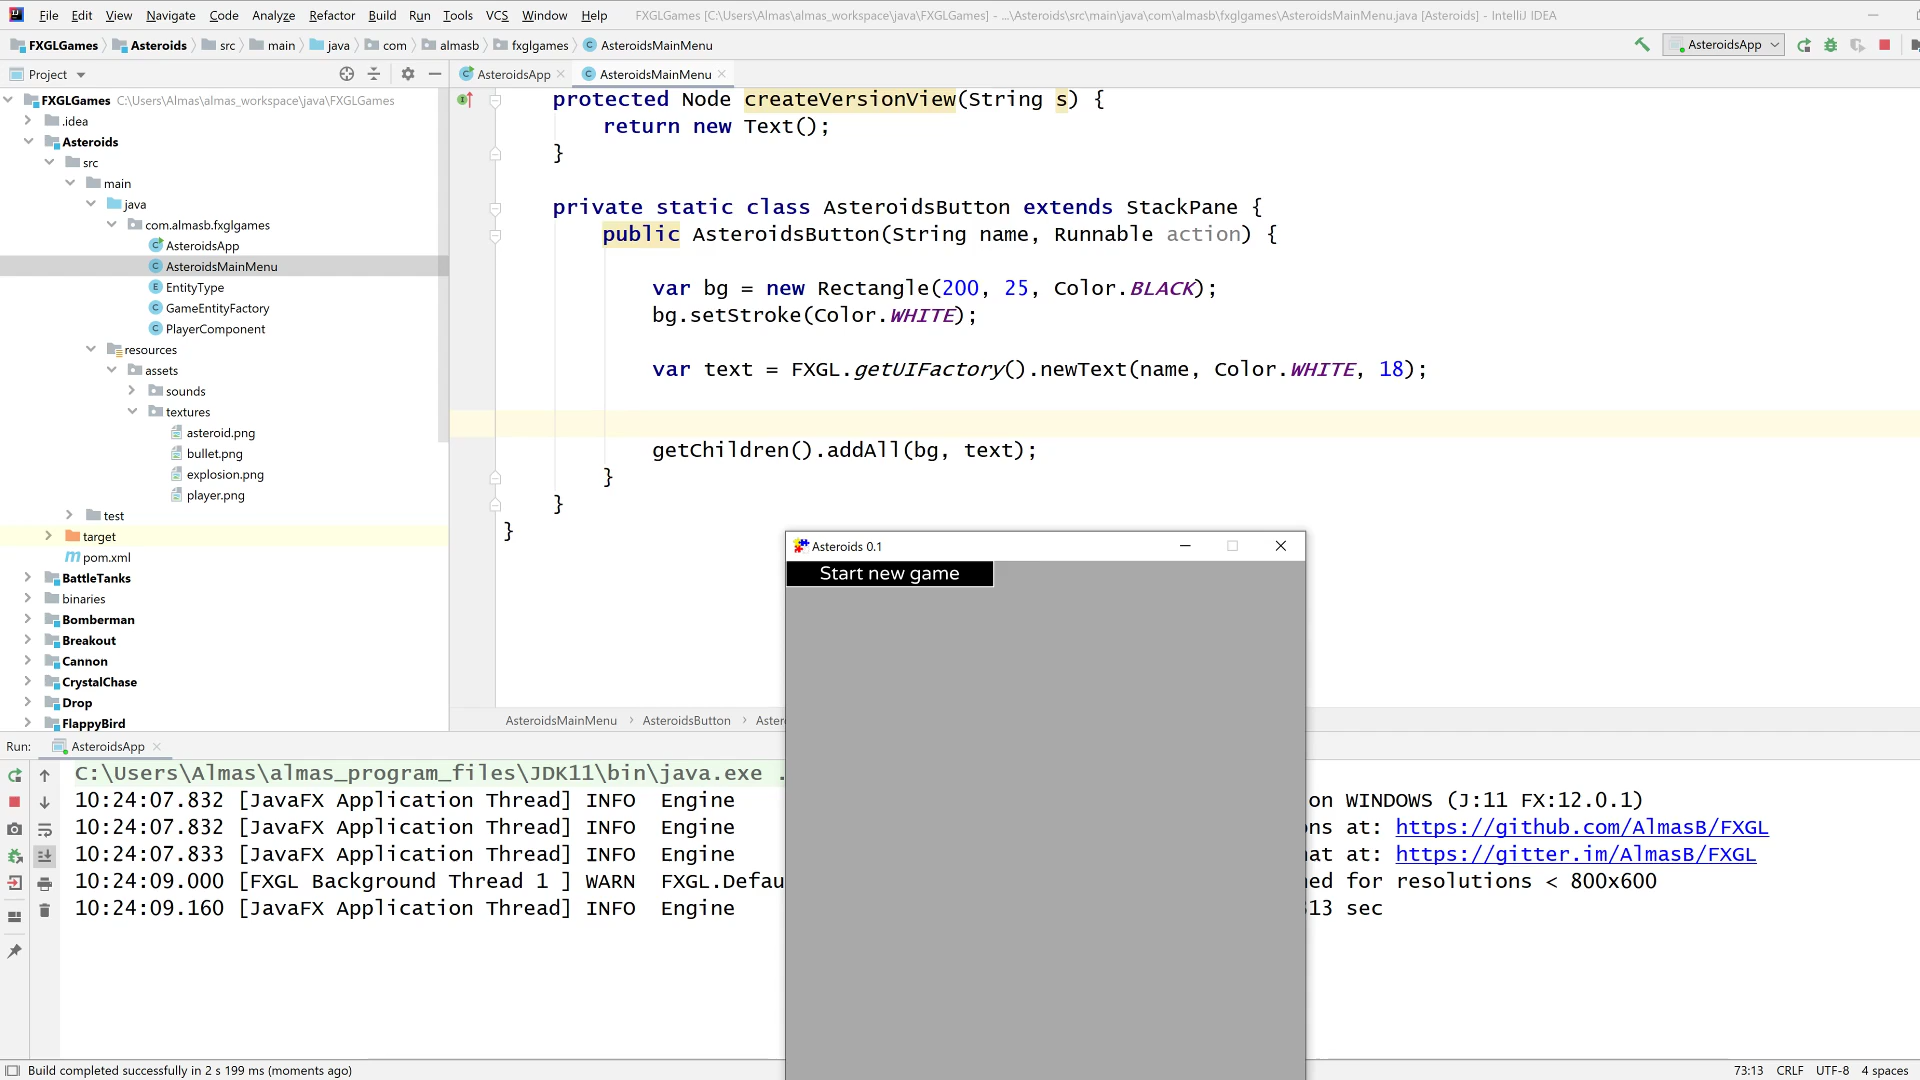 File Edit View Navigate Code Analyze Refactor Build Run Tools VCS Window Help FXGLGames [C:\Users\Almas\almas_workspace\java\FXGLGames] - ...\Asteroids\src\main\java\com\almasb\fxglgames\AsteroidsMainMenu.java [Asteroids] - IntelliJ IDEA
FXGLGames Asteroids src main java com almasb fxglgames AsteroidsMainMenu AsteroidsApp
Project AsteroidsApp AsteroidsMainMenu
FXGLGames C:\Users\Almas\almas_workspace\java\FXGLGames
.idea
Asteroids
src
main
java
com.almasb.fxglgames
AsteroidsApp
AsteroidsMainMenu
EntityType
GameEntityFactory
PlayerComponent
resources
assets
sounds
textures
asteroid.png
bullet.png
explosion.png
player.png
test
target
pom.xml
BattleTanks
binaries
Bomberman
Breakout
Cannon
CrystalChase
Drop
FlappyBird
protected Node createVersionView(String s) {
return new Text();
}
private static class AsteroidsButton extends StackPane {
public AsteroidsButton(String name, Runnable action) {
var bg = new Rectangle(200, 25, Color.BLACK);
bg.setStroke(Color.WHITE);
var text = FXGL.getUIFactory().newText(name, Color.WHITE, 18);
getChildren().addAll(bg, text);
}
}
}
AsteroidsMainMenu AsteroidsButton Aster
Asteroids 0.1
Start new game
Run: AsteroidsApp
C:\Users\Almas\almas_program_files\JDK11\bin\java.exe .
10:24:07.832 [JavaFX Application Thread] INFO Engine on WINDOWS (J:11 FX:12.0.1)
10:24:07.832 [JavaFX Application Thread] INFO Engine ns at: https://github.com/AlmasB/FXGL
10:24:07.833 [JavaFX Application Thread] INFO Engine at at: https://gitter.im/AlmasB/FXGL
10:24:09.000 [FXGL Background Thread 1 ] WARN FXGL.Defau ed for resolutions < 800x600
10:24:09.160 [JavaFX Application Thread] INFO Engine 13 sec
Build completed successfully in 2 s 199 ms (moments ago) 73:13 CRLF UTF-8 4 spaces